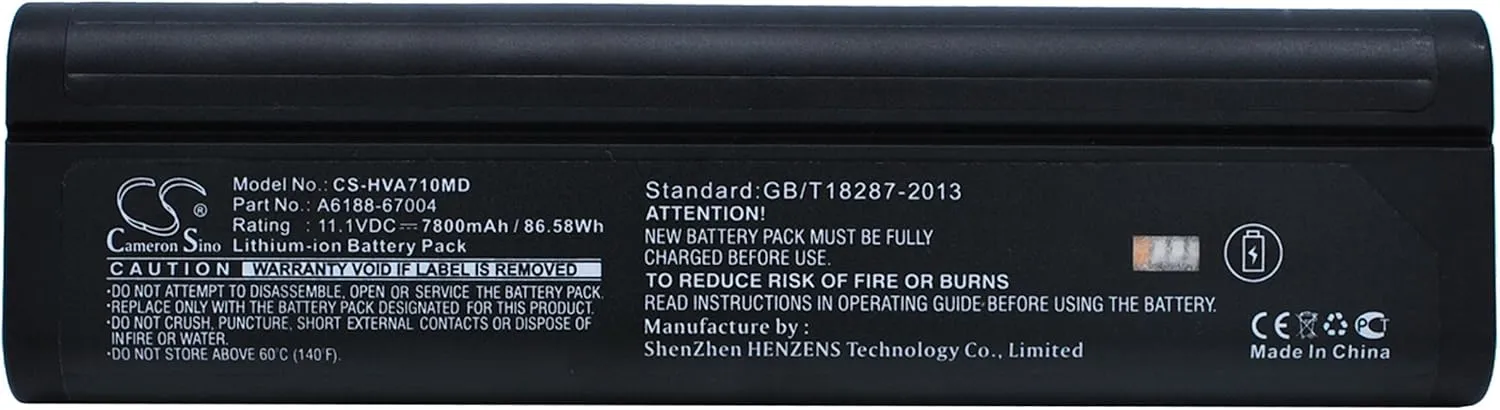 CS®
Cameron Sino
Model No.: CS-HVA710MD
Part No.: A6188-67004
Rating : 11.1VDC⎓7800mAh / 86.58Wh
Lithium-ion Battery Pack
CAUTION WARRANTY VOID IF LABEL IS REMOVED
•DO NOT ATTEMPT TO DISASSEMBLE, OPEN OR SERVICE THE BATTERY PACK.
•REPLACE ONLY WITH THE BATTERY PACK DESIGNATED FOR THIS PRODUCT.
•DO NOT CRUSH, PUNCTURE, SHORT EXTERNAL CONTACTS OR DISPOSE OF
INFIRE OR WATER.
•DO NOT STORE ABOVE 60°C (140°F).
Standard:GB/T18287-2013
ATTENTION!
NEW BATTERY PACK MUST BE FULLY
CHARGED BEFORE USE.
TO REDUCE RISK OF FIRE OR BURNS
READ INSTRUCTIONS IN OPERATING GUIDE BEFORE USING THE BATTERY.
Manufacture by :
ShenZhen HENZENS Technology Co., Limited
CE PCT
Made In China